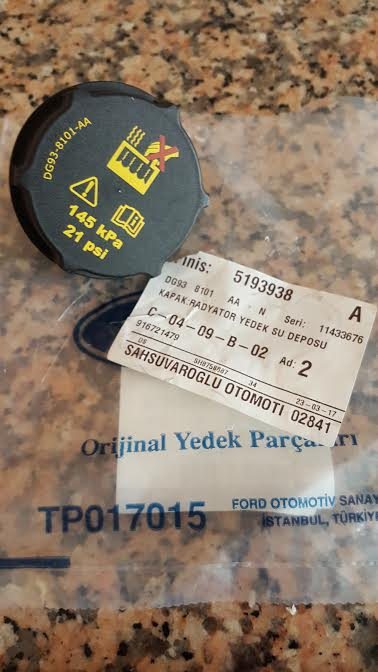 DG93-8101-AA
145 kPa
21 psi
inis: 5193938 A
DG93 8101 AA N Seri: 11433676
KAPAK.RADYATOR YEDEK SU DEPOSU
C-04-09-B-02 Ad: 2
916721479
23-03-17
ŞAHSUVAROGLU OTOMOTİ 02841
Orijinal Yedek Parçaları
TP017015
FORD OTOMOTİV SANAY
İSTANBUL, TÜRKİYE